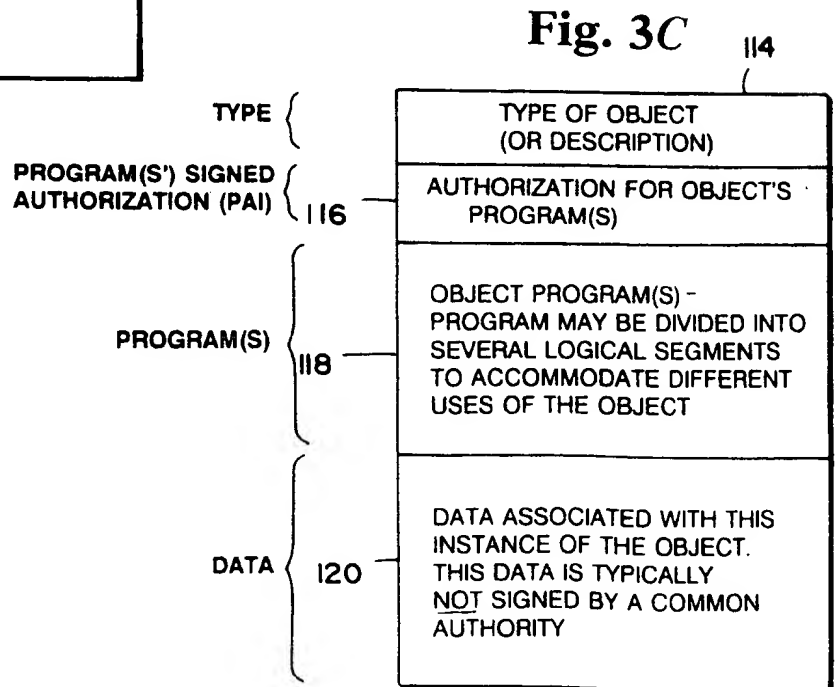 Fig. 3C
114
TYPE
TYPE OF OBJECT
(OR DESCRIPTION)
PROGRAM(S') SIGNED
AUTHORIZATION (PAI)
116
AUTHORIZATION FOR OBJECT'S
PROGRAM(S)
PROGRAM(S)
118
OBJECT PROGRAM(S) -
PROGRAM MAY BE DIVIDED INTO
SEVERAL LOGICAL SEGMENTS
TO ACCOMMODATE DIFFERENT
USES OF THE OBJECT
DATA
120
DATA ASSOCIATED WITH THIS
INSTANCE OF THE OBJECT.
THIS DATA IS TYPICALLY
NOT SIGNED BY A COMMON
AUTHORITY